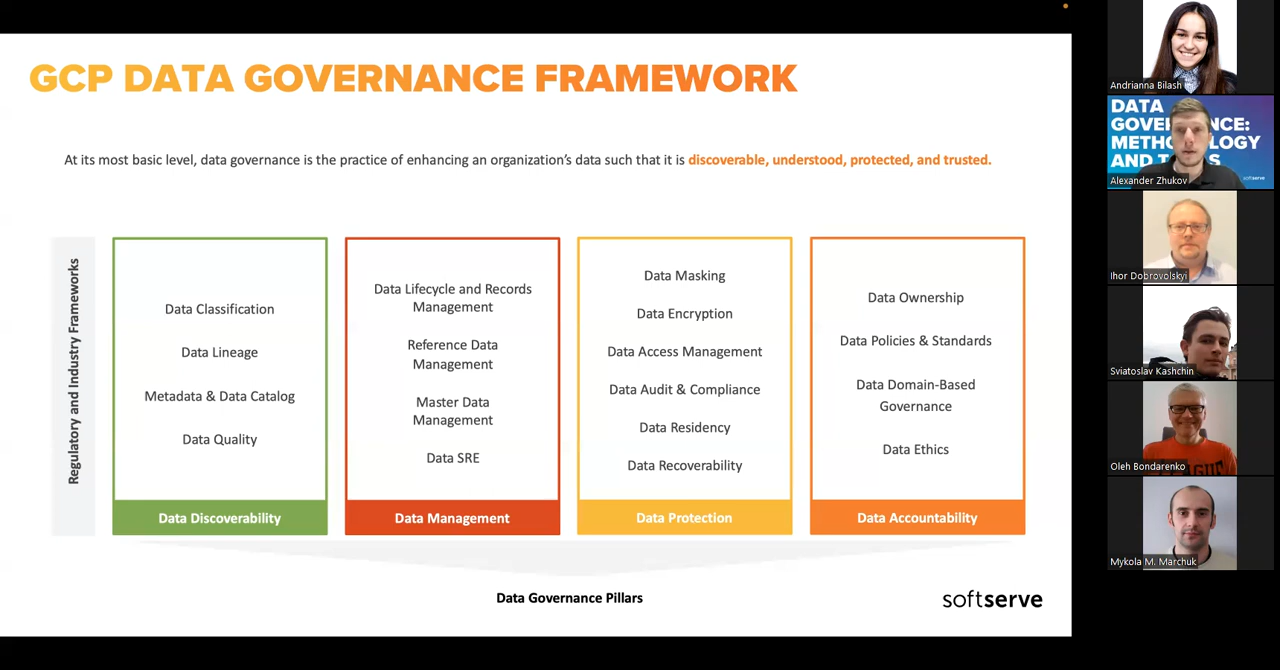 GCP DATA GOVERNANCE FRAMEWORK
At its most basic level, data governance is the practice of enhancing an organization's data such that it is discoverable, understood, protected, and trusted.
Regulatory and Industry Frameworks
Data Classification
Data Lineage
Metadata & Data Catalog
Data Quality
Data Discoverability
Data Lifecycle and Records
Management
Reference Data
Management
Master Data
Management
Data SRE
Data Management
Data Masking
Data Encryption
Data Access Management
Data Audit & Compliance
Data Residency
Data Recoverability
Data Protection
Data Ownership
Data Policies & Standards
Data Domain-Based
Governance
Data Ethics
Data Accountability
Data Governance Pillars
softserve
Andrianna Bilash
DATA
Alexander Zhukov
softserve
Ihor Dobrovolskyi
Sviatoslav Kashchin
Oleh Bondarenko
Mykola M. Marchuk